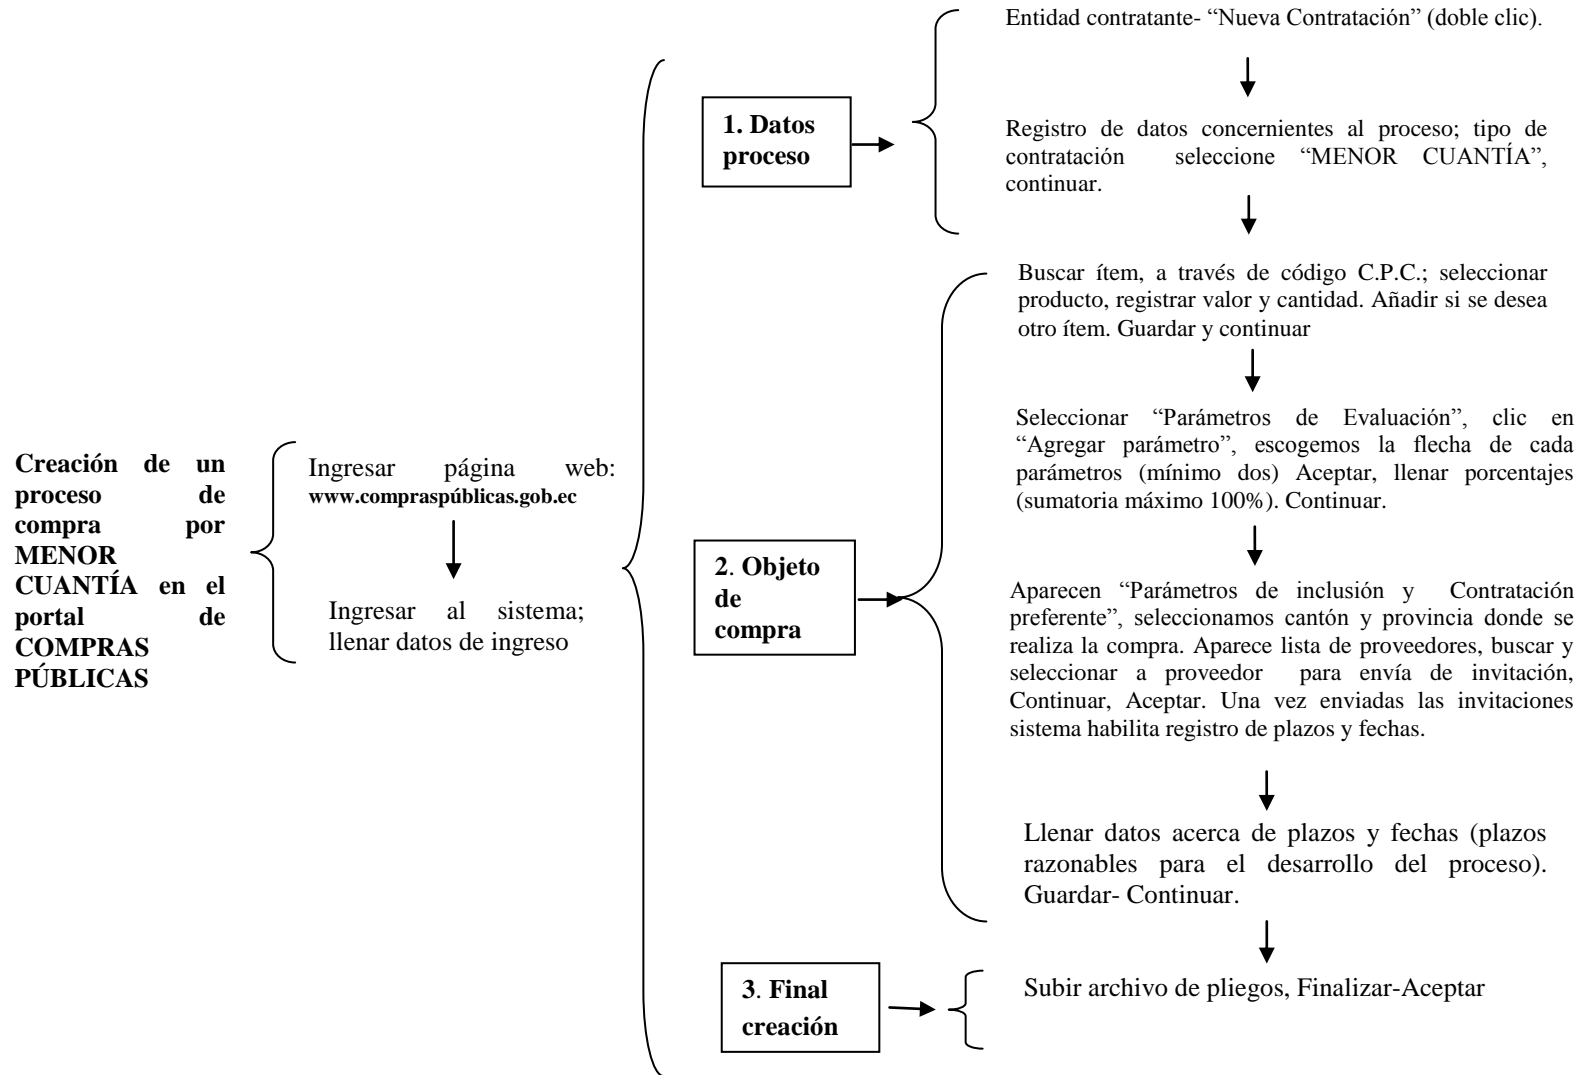 Creación de un
proceso de
compra por
MENOR
CUANTÍA en el
portal de
COMPRAS
PÚBLICAS
Ingresar página web:
www.compraspúblicas.gob.ec
Ingresar al sistema;
llenar datos de ingreso
1. Datos
proceso
Entidad contratante- “Nueva Contratación” (doble clic).
Registro de datos concernientes al proceso; tipo de
contratación seleccione “MENOR CUANTÍA”,
continuar.
2. Objeto
de
compra
Buscar ítem, a través de código C.P.C.; seleccionar
producto, registrar valor y cantidad. Añadir si se desea
otro ítem. Guardar y continuar
Seleccionar “Parámetros de Evaluación”, clic en
“Agregar parámetro”, escogemos la flecha de cada
parámetros (mínimo dos) Aceptar, llenar porcentajes
(sumatoria máximo 100%). Continuar.
Aparecen “Parámetros de inclusión y Contratación
preferente”, seleccionamos cantón y provincia donde se
realiza la compra. Aparece lista de proveedores, buscar y
seleccionar a proveedor para envía de invitación,
Continuar, Aceptar. Una vez enviadas las invitaciones
sistema habilita registro de plazos y fechas.
Llenar datos acerca de plazos y fechas (plazos
razonables para el desarrollo del proceso).
Guardar- Continuar.
3. Final
creación
Subir archivo de pliegos, Finalizar-Aceptar